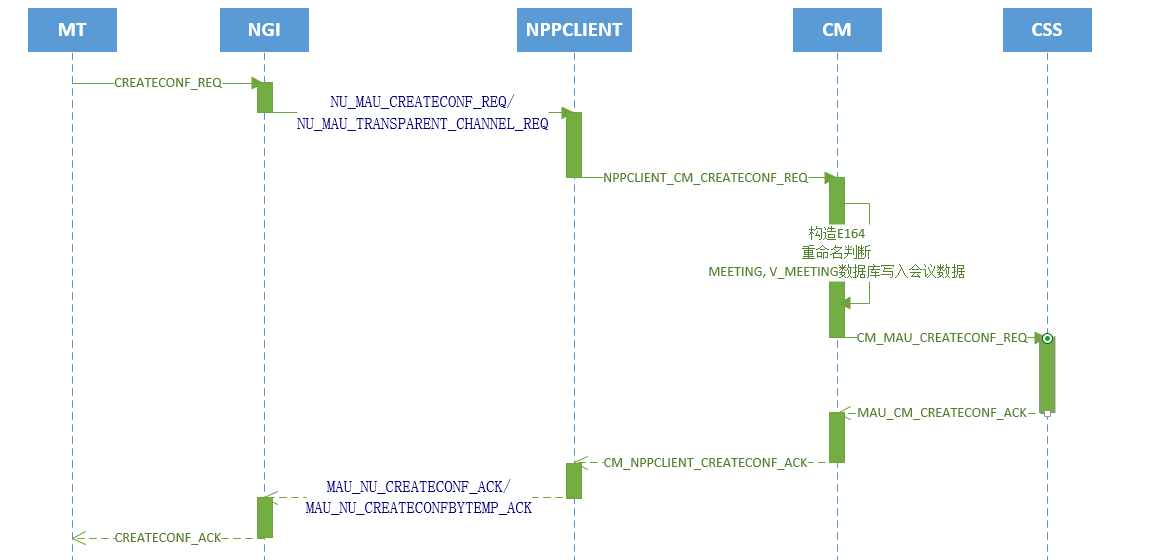 MT
NGI
NPPCLIENT
CM
CSS
CREATECONF_REQ
NU_MAU_CREATECONF_REQ/
NU_MAU_TRANSPARENT_CHANNEL_REQ
NPPCLIENT_CM_CREATECONF_REQ
构造E164
重命名判断
MEETING, V_MEETING数据库写入会议数据
CM_MAU_CREATECONF_REQ
MAU_CM_CREATECONF_ACK
CM_NPPCLIENT_CREATECONF_ACK
MAU_NU_CREATECONF_ACK/
MAU_NU_CREATECONFBYTEMP_ACK
CREATECONF_ACK